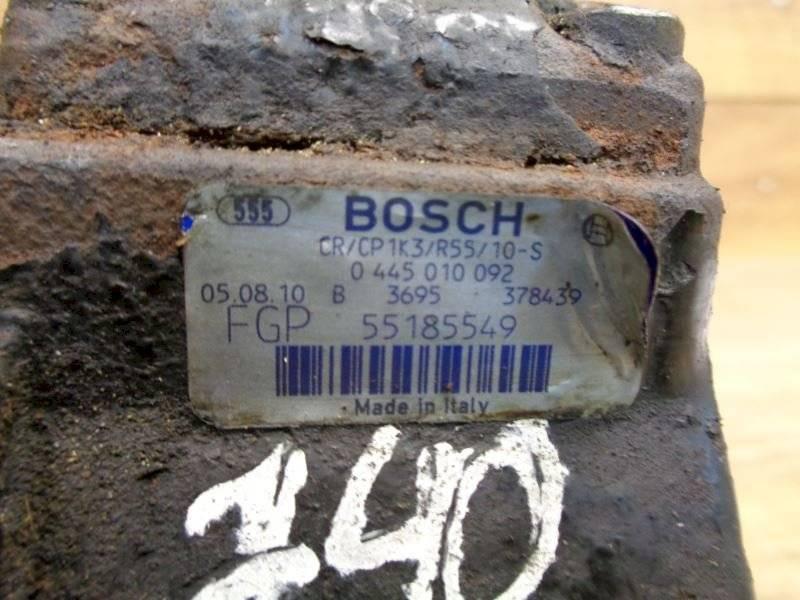 555 BOSCH
CR/CP1K3/R55/10-S
0 445 010 092
05.08.10 B 3695 378439
FGP 55185549
Made in Italy
140